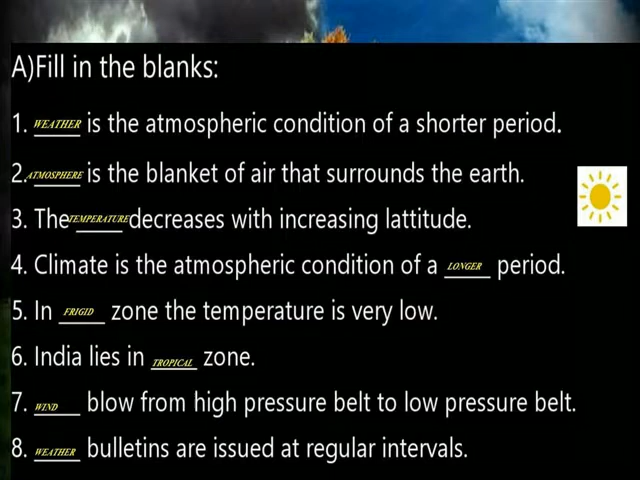 A)Fill in the blanks:
1. WEATHER is the atmospheric condition of a shorter period.
2. ATMOSPHERE is the blanket of air that surrounds the earth.
3. The TEMPERATURE decreases with increasing lattitude.
4. Climate is the atmospheric condition of a LONGER period.
5. In FRIGID zone the temperature is very low.
6. India lies in TROPICAL zone.
7. WIND blow from high pressure belt to low pressure belt.
8. WEATHER bulletins are issued at regular intervals.